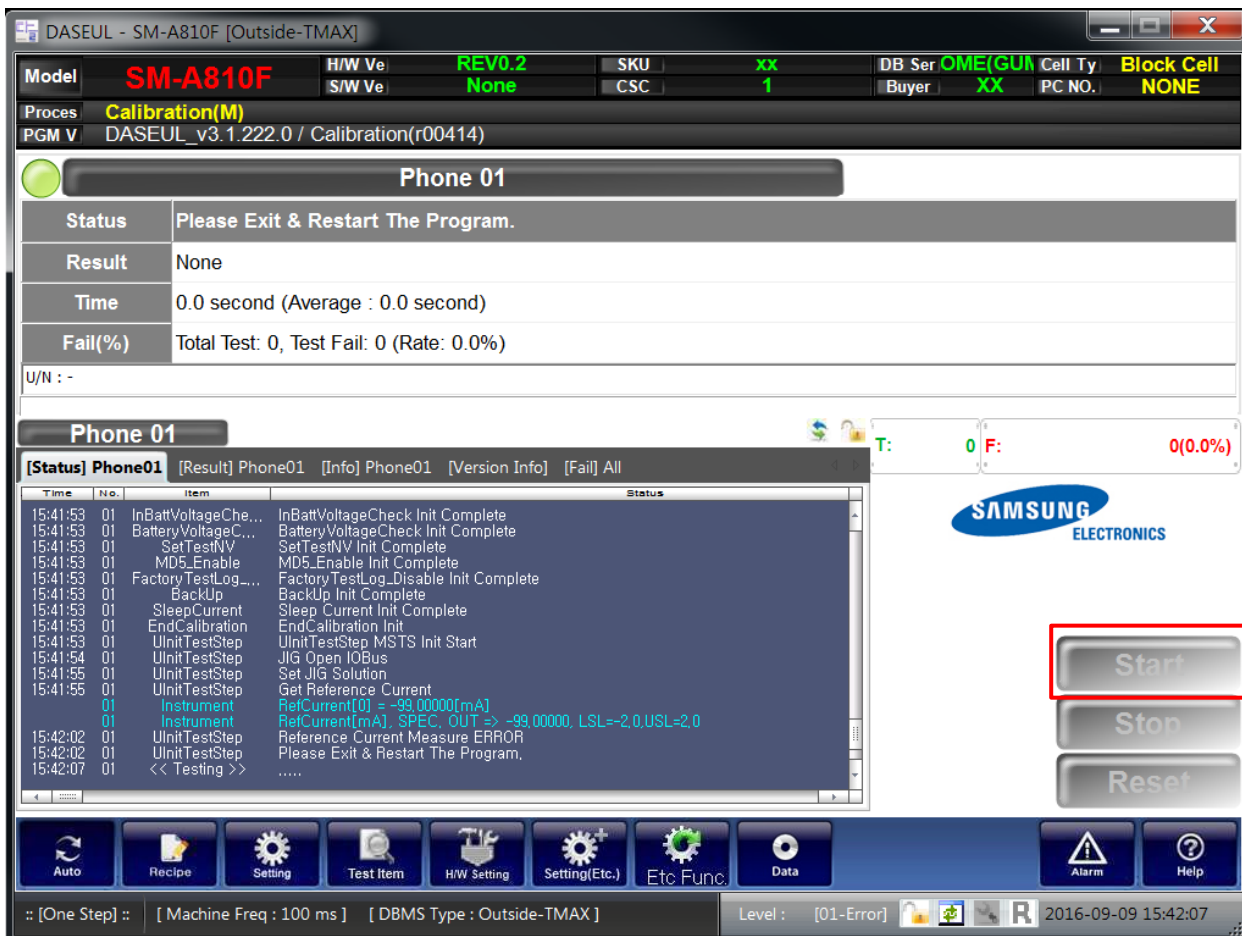 DASEUL - SM-A810F [Outside-TMAX]
Model SM-A810F H/W Ve REV0.2 SKU xx DB Ser OME(GUM Cell Ty Block Cell
S/W Ve None CSC 1 Buyer XX PC NO. NONE
Proces Calibration(M)
PGM V DASEUL_v3.1.222.0 / Calibration(r00414)
Phone 01
Status Please Exit & Restart The Program.
Result None
Time 0.0 second (Average : 0.0 second)
Fail(%) Total Test: 0, Test Fail: 0 (Rate: 0.0%)
U/N : -
Phone 01
T: 0 F: 0(0.0%)
[Status] Phone01 [Result] Phone01 [Info] Phone01 [Version Info] [Fail] All
Time No. Item Status
15:41:53 01 InBattVoltageChe... InBattVoltageCheck Init Complete
15:41:53 01 BatteryVoltageC... BatteryVoltageCheck Init Complete
15:41:53 01 SetTestNV SetTestNV Init Complete
15:41:53 01 MD5_Enable MD5_Enable Init Complete
15:41:53 01 FactoryTestLog_... FactoryTestLog_Disable Init Complete
15:41:53 01 BackUp BackUp Init Complete
15:41:53 01 SleepCurrent Sleep Current Init Complete
15:41:53 01 EndCalibration EndCalibration Init
15:41:53 01 UInitTestStep UInitTestStep MSTS Init Start
15:41:54 01 UInitTestStep JIG Open IOBus
15:41:55 01 UInitTestStep Set JIG Solution
15:41:55 01 UInitTestStep Get Reference Current
01 Instrument RefCurrent[0] = -99,00000[mA]
01 Instrument RefCurrent[mA], SPEC, OUT => -99,00000, LSL=-2,0,USL=2,0
15:42:02 01 UInitTestStep Reference Current Measure ERROR
15:42:02 01 UInitTestStep Please Exit & Restart The Program,
15:42:07 01 << Testing >> .....
SAMSUNG
ELECTRONICS
Start
Stop
Reset
Auto Recipe Setting Test Item H/W Setting Setting(Etc.) Etc Func. Data Alarm Help
:: [One Step] :: [ Machine Freq : 100 ms ] [ DBMS Type : Outside-TMAX ] Level : [01-Error] R 2016-09-09 15:42:07